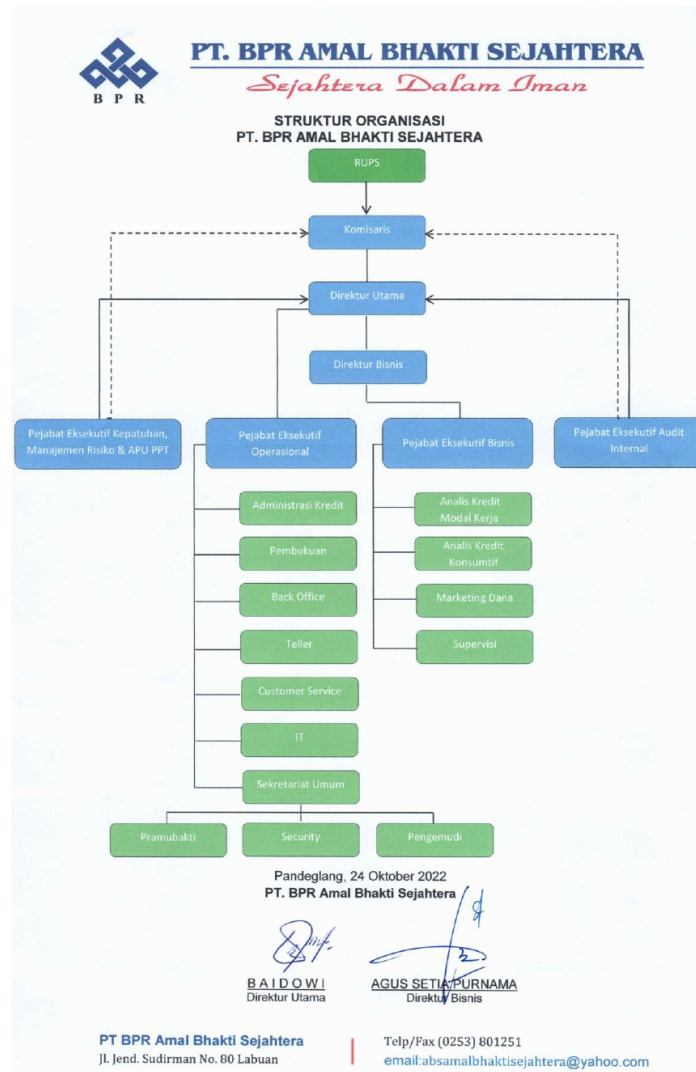 PT. BPR AMAL BHAKTI SEJAHTERA
Sejahtera Dalam Iman
B P R
STRUKTUR ORGANISASI
PT. BPR AMAL BHAKTI SEJAHTERA
RUPS
Komisaris
Direktur Utama
Direktur Bisnis
Pejabat Eksekutif Kepatuhan,
Manajemen Risiko & APU PPT
Pejabat Eksekutif
Operasional
Pejabat Eksekutif Bisnis
Pejabat Eksekutif Audit
Internal
Administrasi Kredit
Pembukuan
Back Office
Teller
Customer Service
IT
Sekretariat Umum
Analis Kredit
Modal Kerja
Analis Kredit
Konsumtif
Marketing Dana
Supervisi
Pramubakti
Security
Pengemudi
Pandeglang, 24 Oktober 2022
PT. BPR Amal Bhakti Sejahtera
B A I D O W I
Direktur Utama
AGUS SETIA PURNAMA
Direktur Bisnis
PT BPR Amal Bhakti Sejahtera
Jl. Jend. Sudirman No. 80 Labuan
Telp/Fax (0253) 801251
email:absamalbhaktisejahtera@yahoo.com